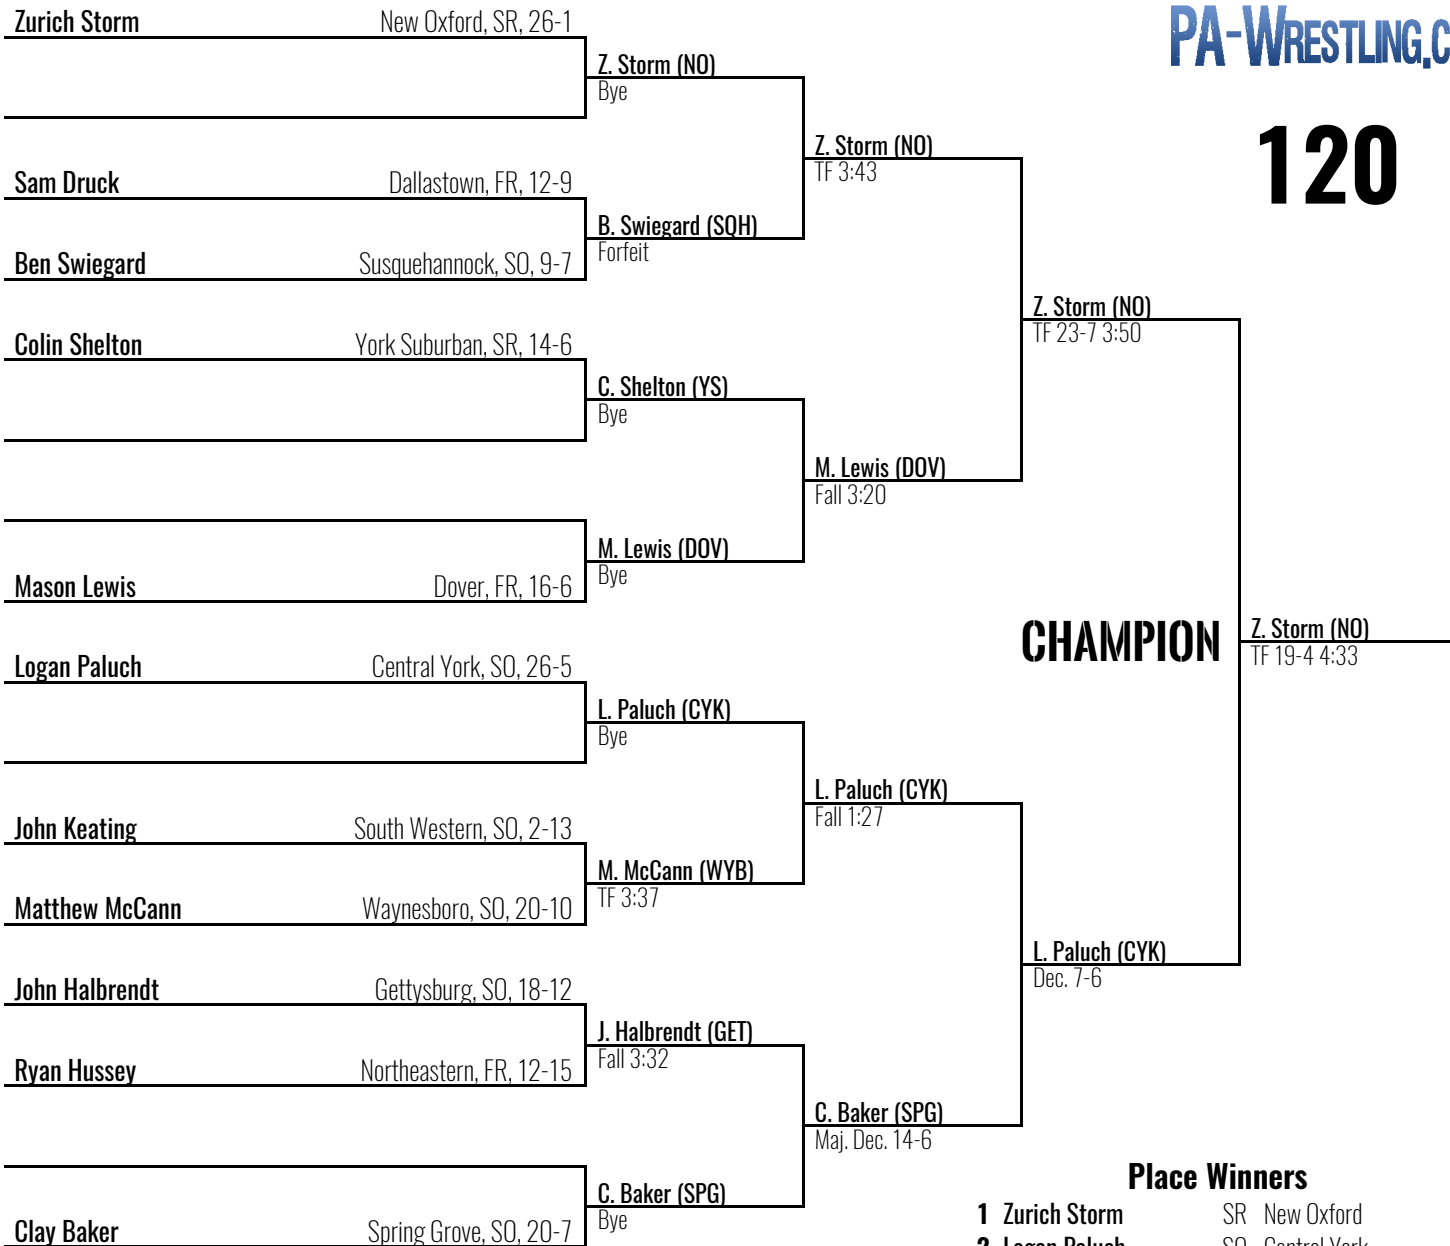 PA-WRESTLING.C
120
Zurich Storm New Oxford, SR, 26-1
Z. Storm (NO)
Bye
Z. Storm (NO)
TF 3:43
Sam Druck Dallastown, FR, 12-9
B. Swiegard (SQH)
Forfeit
Ben Swiegard Susquehannock, SO, 9-7
Z. Storm (NO)
TF 23-7 3:50
Colin Shelton York Suburban, SR, 14-6
C. Shelton (YS)
Bye
M. Lewis (DOV)
Fall 3:20
M. Lewis (DOV)
Bye
Mason Lewis Dover, FR, 16-6
CHAMPION
Z. Storm (NO)
TF 19-4 4:33
Logan Paluch Central York, SO, 26-5
L. Paluch (CYK)
Bye
L. Paluch (CYK)
Fall 1:27
John Keating South Western, SO, 2-13
M. McCann (WYB)
TF 3:37
Matthew McCann Waynesboro, SO, 20-10
L. Paluch (CYK)
Dec. 7-6
John Halbrendt Gettysburg, SO, 18-12
J. Halbrendt (GET)
Fall 3:32
Ryan Hussey Northeastern, FR, 12-15
C. Baker (SPG)
Maj. Dec. 14-6
C. Baker (SPG)
Bye
Clay Baker Spring Grove, SO, 20-7
Place Winners
1 Zurich Storm SR New Oxford
2 Logan Paluch SO Central York